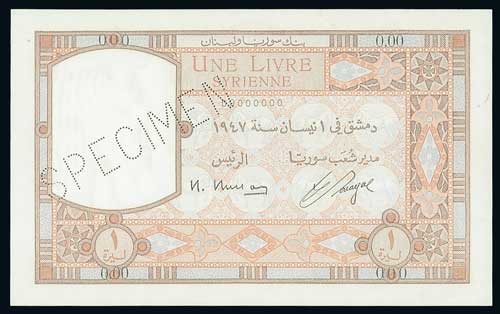 بنك سوريا ولبنان
0.00 0.00
UNE LIVRE
SYRIENNE
0000000
SPECIMEN
دمشق في ١ نيسان سنة ١٩٤٧
مدير شعب سوريا الرئيس
١ ١
ليرة ليرة
0.00 0.00